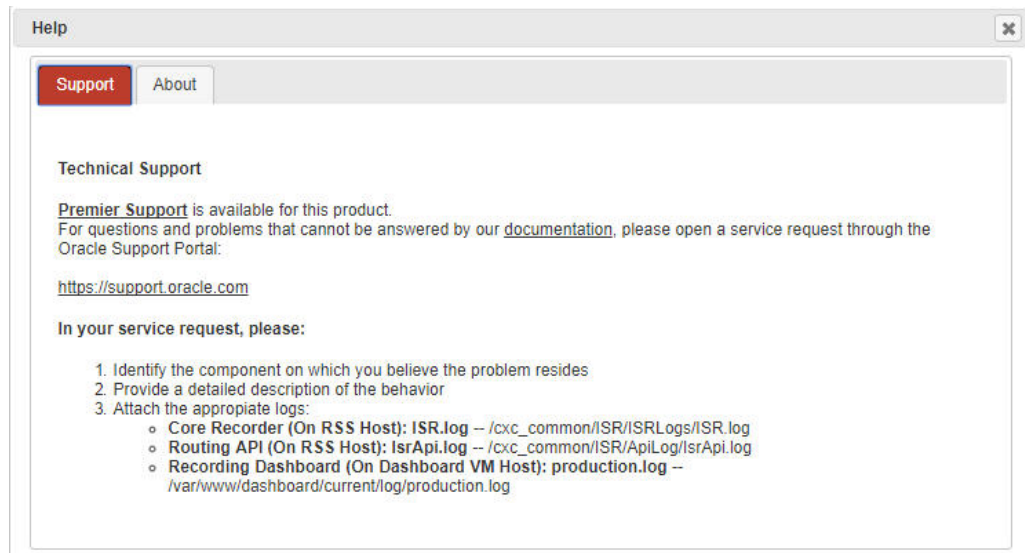 Help
Support
About
Technical Support
Premier Support is available for this product.
For questions and problems that cannot be answered by our documentation, please open a service request through the
Oracle Support Portal:
https://support.oracle.com
In your service request, please:
1. Identify the component on which you believe the problem resides
2. Provide a detailed description of the behavior
3. Attach the appropiate logs:
Core Recorder (On RSS Host): ISR.log -- /cxc_common/ISR/ISRLogs/ISR.log
Routing API (On RSS Host): IsrApi.log -- /cxc_common/ISR/ApiLog/IsrApi.log
Recording Dashboard (On Dashboard VM Host): production.log --
/var/www/dashboard/current/log/production.log